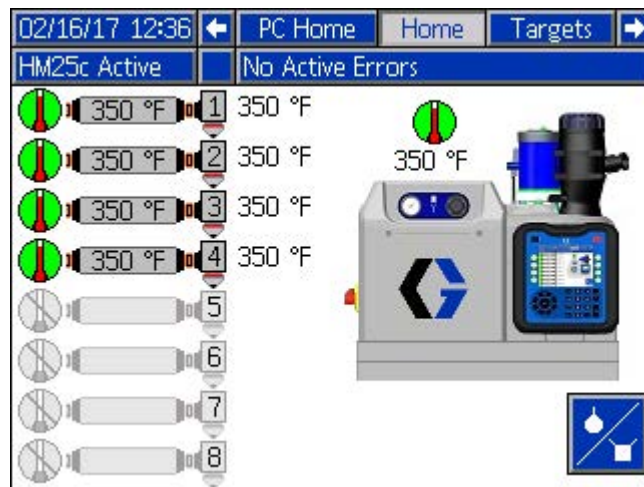 02/16/17 12:36 PC Home Home Targets
HM25c Active No Active Errors
350 °F 1 350 °F
350 °F
350 °F 2 350 °F
350 °F 3 350 °F
350 °F 4 350 °F
5
6
7
8